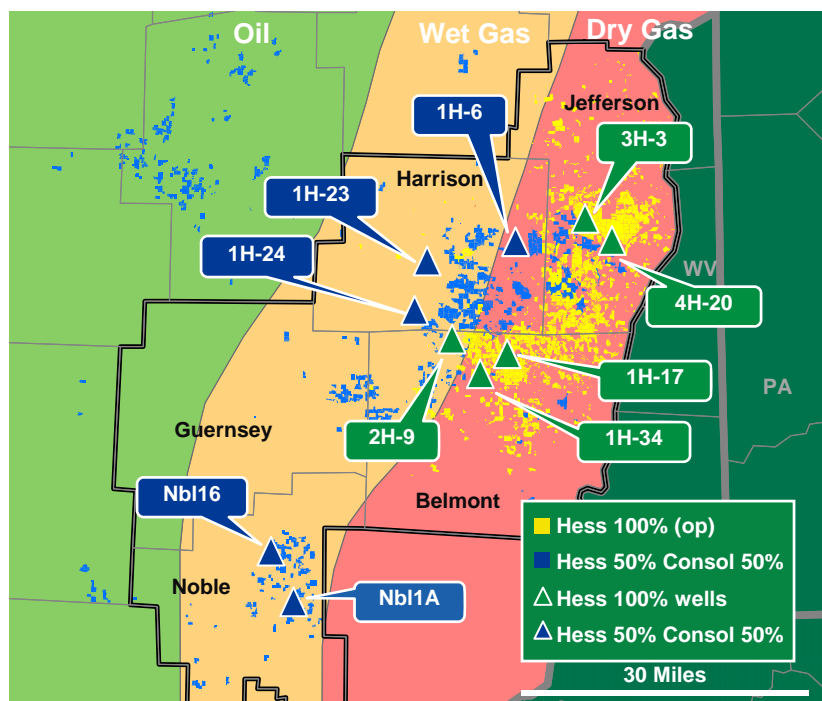 Oil
Wet Gas
Dry Gas
Jefferson
1H-6
3H-3
Harrison
1H-23
1H-24
WV
4H-20
1H-17
PA
2H-9
1H-34
Guernsey
Nbl16
Belmont
Noble
Nbl1A
Hess 100% (op)
Hess 50% Consol 50%
Hess 100% wells
Hess 50% Consol 50%
30 Miles